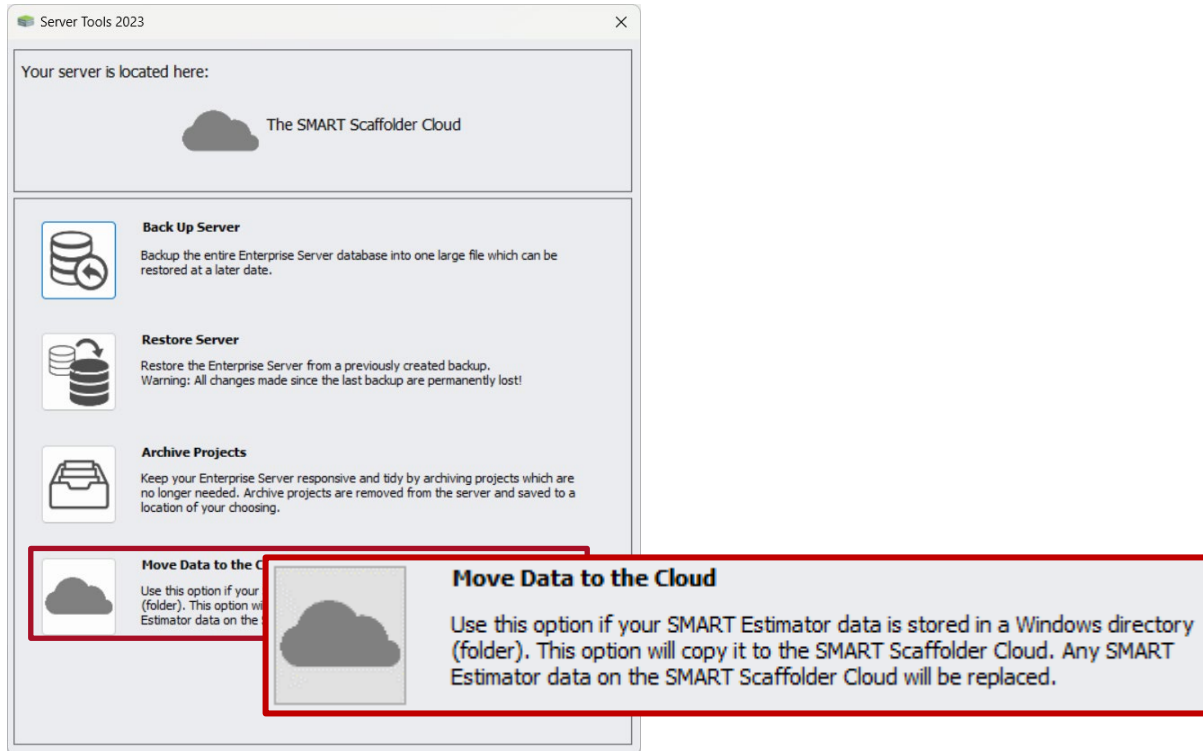 Server Tools 2023
Your server is located here:
The SMART Scaffolder Cloud
Back Up Server
Backup the entire Enterprise Server database into one large file which can be
restored at a later date.
Restore Server
Restore the Enterprise Server from a previously created backup.
Warning: All changes made since the last backup are permanently lost!
Archive Projects
Keep your Enterprise Server responsive and tidy by archiving projects which are
no longer needed. Archive projects are removed from the server and saved to a
location of your choosing.
Move Data to the C
Use this option if your
(folder). This option wi
Estimator data on the
Move Data to the Cloud
Use this option if your SMART Estimator data is stored in a Windows directory
(folder). This option will copy it to the SMART Scaffolder Cloud. Any SMART
Estimator data on the SMART Scaffolder Cloud will be replaced.